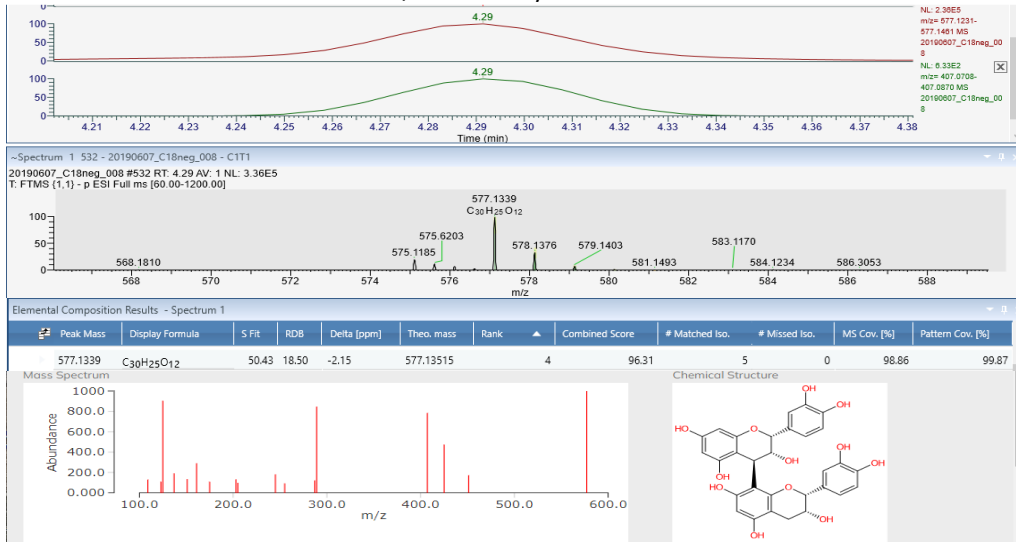 4.29
100
50
0
NL: 2.36E5
m/z= 577.1231-
577.1461 MS
20190607_C18neg_00
8
4.29
100
50
0
NL: 6.33E2
m/z= 407.0708-
407.0870 MS
20190607_C18neg_00
8
4.21 4.22 4.23 4.24 4.25 4.26 4.27 4.28 4.29 4.30 4.31 4.32 4.33 4.34 4.35 4.36 4.37 4.38
Time (min)
~Spectrum 1 532 - 20190607_C18neg_008 - C1T1
20190607_C18neg_008 #532 RT: 4.29 AV: 1 NL: 3.36E5
T: FTMS {1,1} - p ESI Full ms [60.00-1200.00]
577.1339
C30H25O12
100
50
0
568.1810 575.1185 575.6203 578.1376 579.1403 581.1493 583.1170 584.1234 586.3053
568 570 572 574 576 578 580 582 584 586 588
m/z
Elemental Composition Results - Spectrum 1
Peak Mass Display Formula S Fit RDB Delta [ppm] Theo. mass Rank Combined Score # Matched Iso. # Missed Iso. MS Cov. [%] Pattern Cov. [%]
577.1339 C30H25O12 50.43 18.50 -2.15 577.13515 4 96.31 5 0 98.86 99.87
Mass Spectrum
1000
800.0
600.0
400.0
200.0
0.000
Abundance
100.0 200.0 300.0 400.0 500.0 600.0
m/z
Chemical Structure
OH
OH
HO
O
OH
OH
OH
OH
HO
O
OH
OH